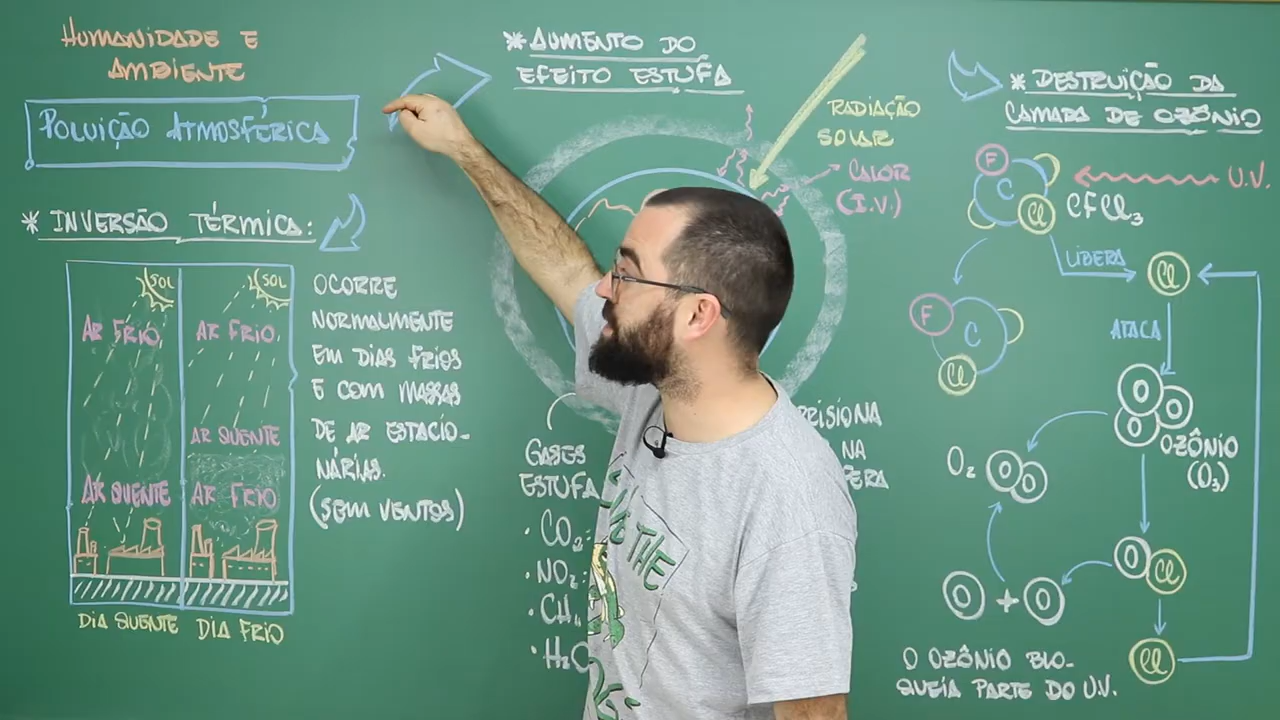 HUMANIDADE E
AMBIENTE
POLUIÇÃO ATMOSFÉRICA
* INVERSÃO TÉRMICA:
SOL
SOL
AR FRIO
AR FRIO
AR QUENTE
AR QUENTE
AR FRIO
DIA QUENTE
DIA FRIO
OCORRE
NORMALMENTE
EM DIAS FRIOS
E COM MASSAS
DE AR ESTACIO-
NÁRIAS.
(SEM VENTOS)
* AUMENTO DO
EFEITO ESTUFA
RADIAÇÃO
SOLAR
CALOR
(I.V.)
GASES
ESTUFA
• CO2
• NO2
• CH
• H2O
NA
THE
* DESTRUIÇÃO DA
CAMADA DE OZÔNIO
F
C
Cl
CFCl3
U.V.
LIBERA
Cl
F
C
Cl
ATACA
O
O
O
OZÔNIO
(O3)
O2
O
O
O
Cl
O + O
Cl
O OZÔNIO BLO-
QUEIA PARTE DO U.V.